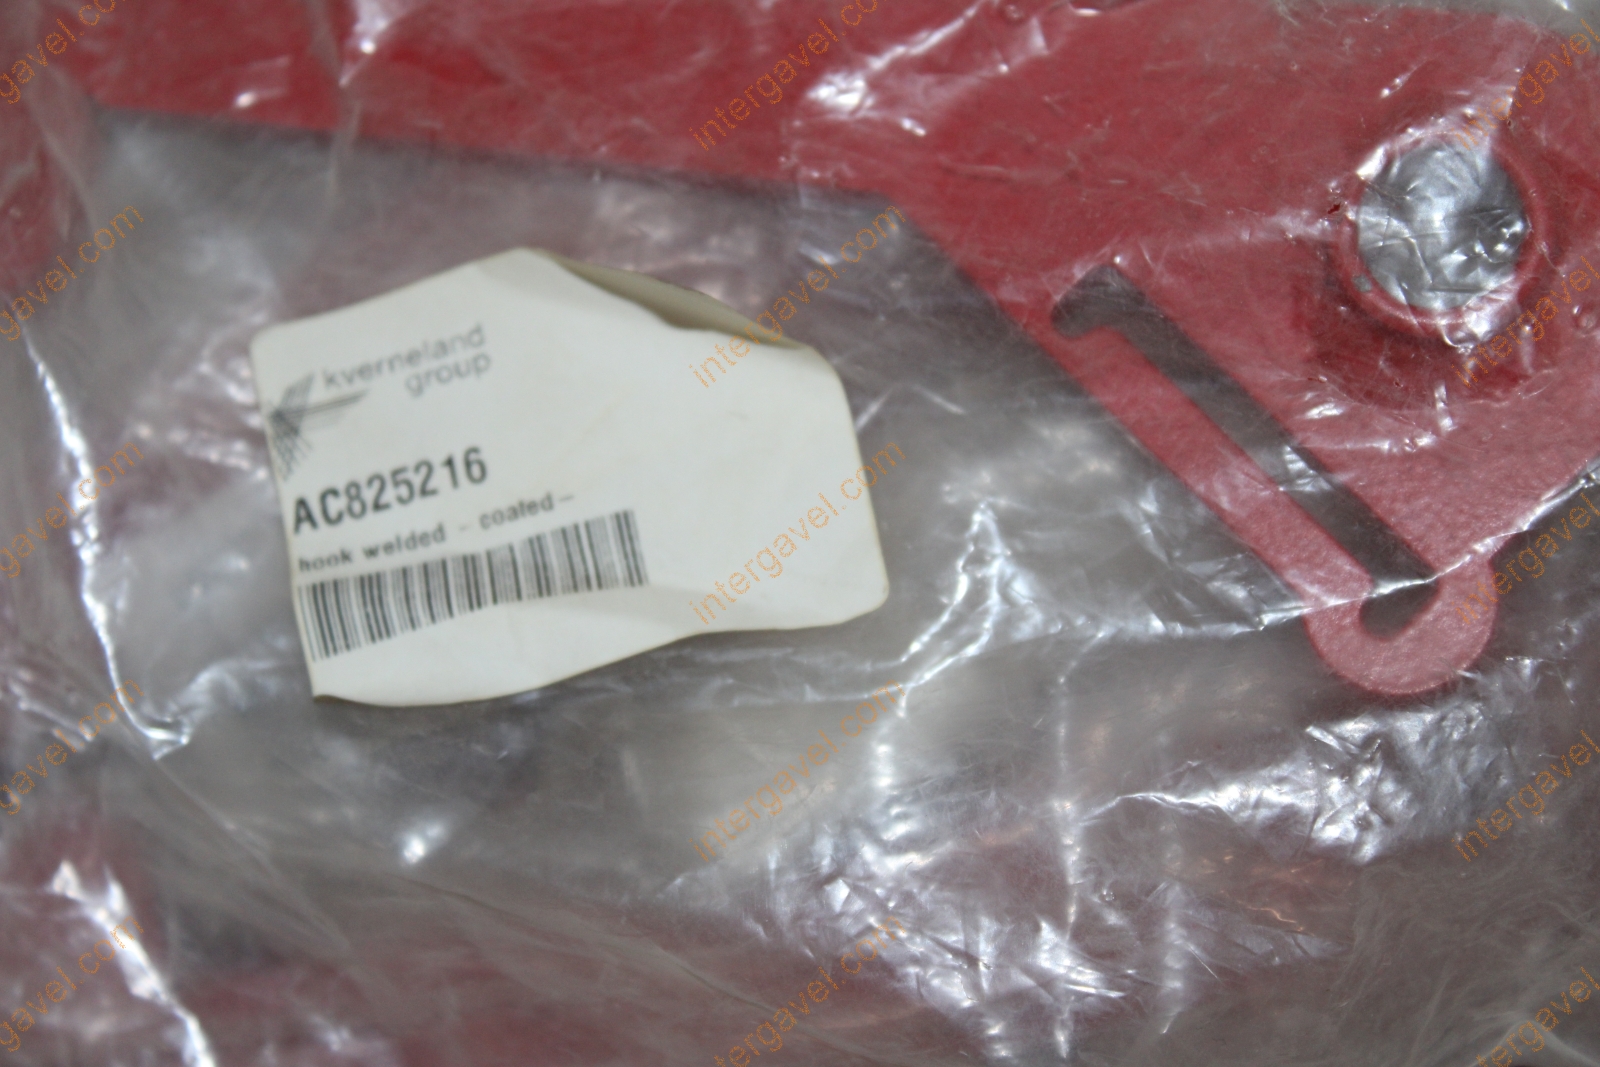 kverneland
group
AC825216
hook welded - coated-
intergavel.com